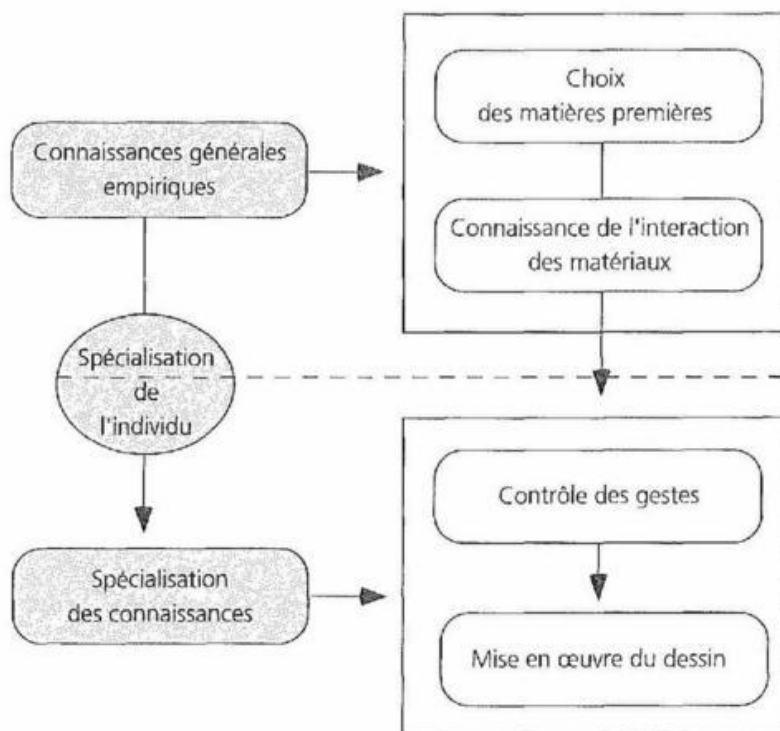 Choix
des matières premières
Connaissances générales
empiriques
Connaissance de l'interaction
des matériaux
Spécialisation
de
l'individu
Contrôle des gestes
Spécialisation
des connaissances
Mise en œuvre du dessin